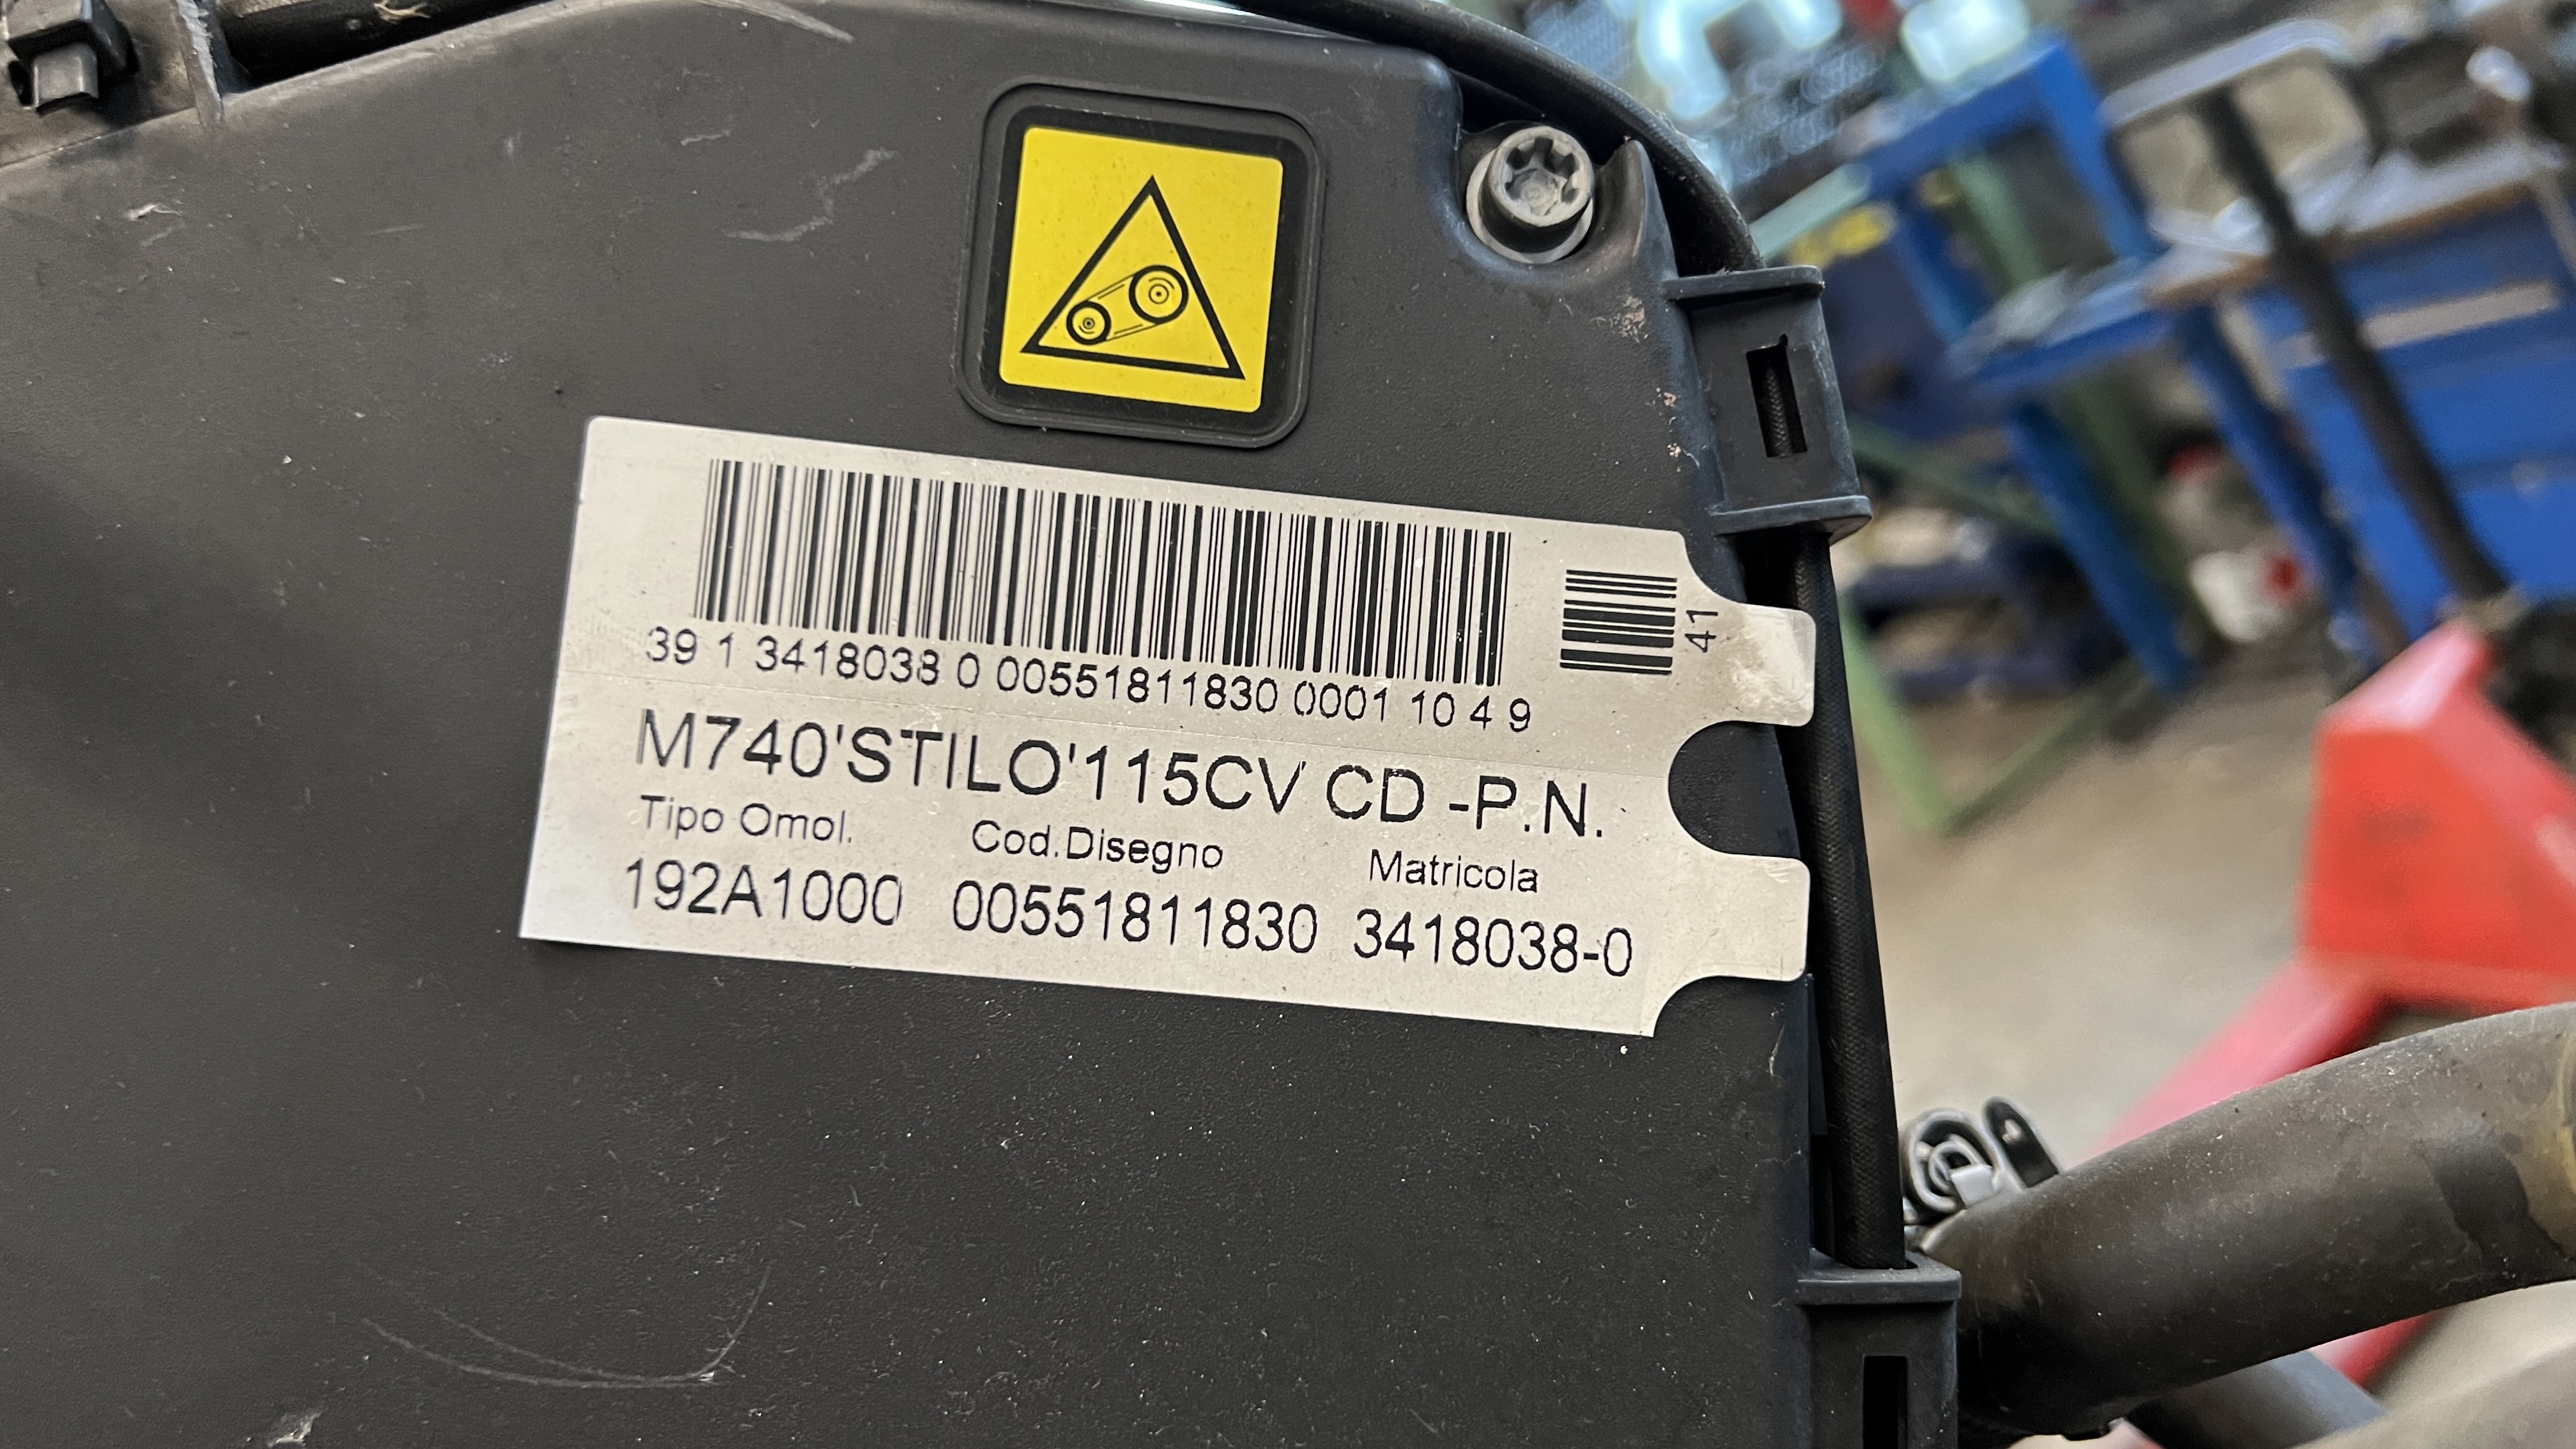 39 1 3418038 0 00551811830 0001 10 4 9
41
M740'STILO'115CV CD -P.N.
Tipo Omol. Cod.Disegno Matricola
192A1000 00551811830 3418038-0